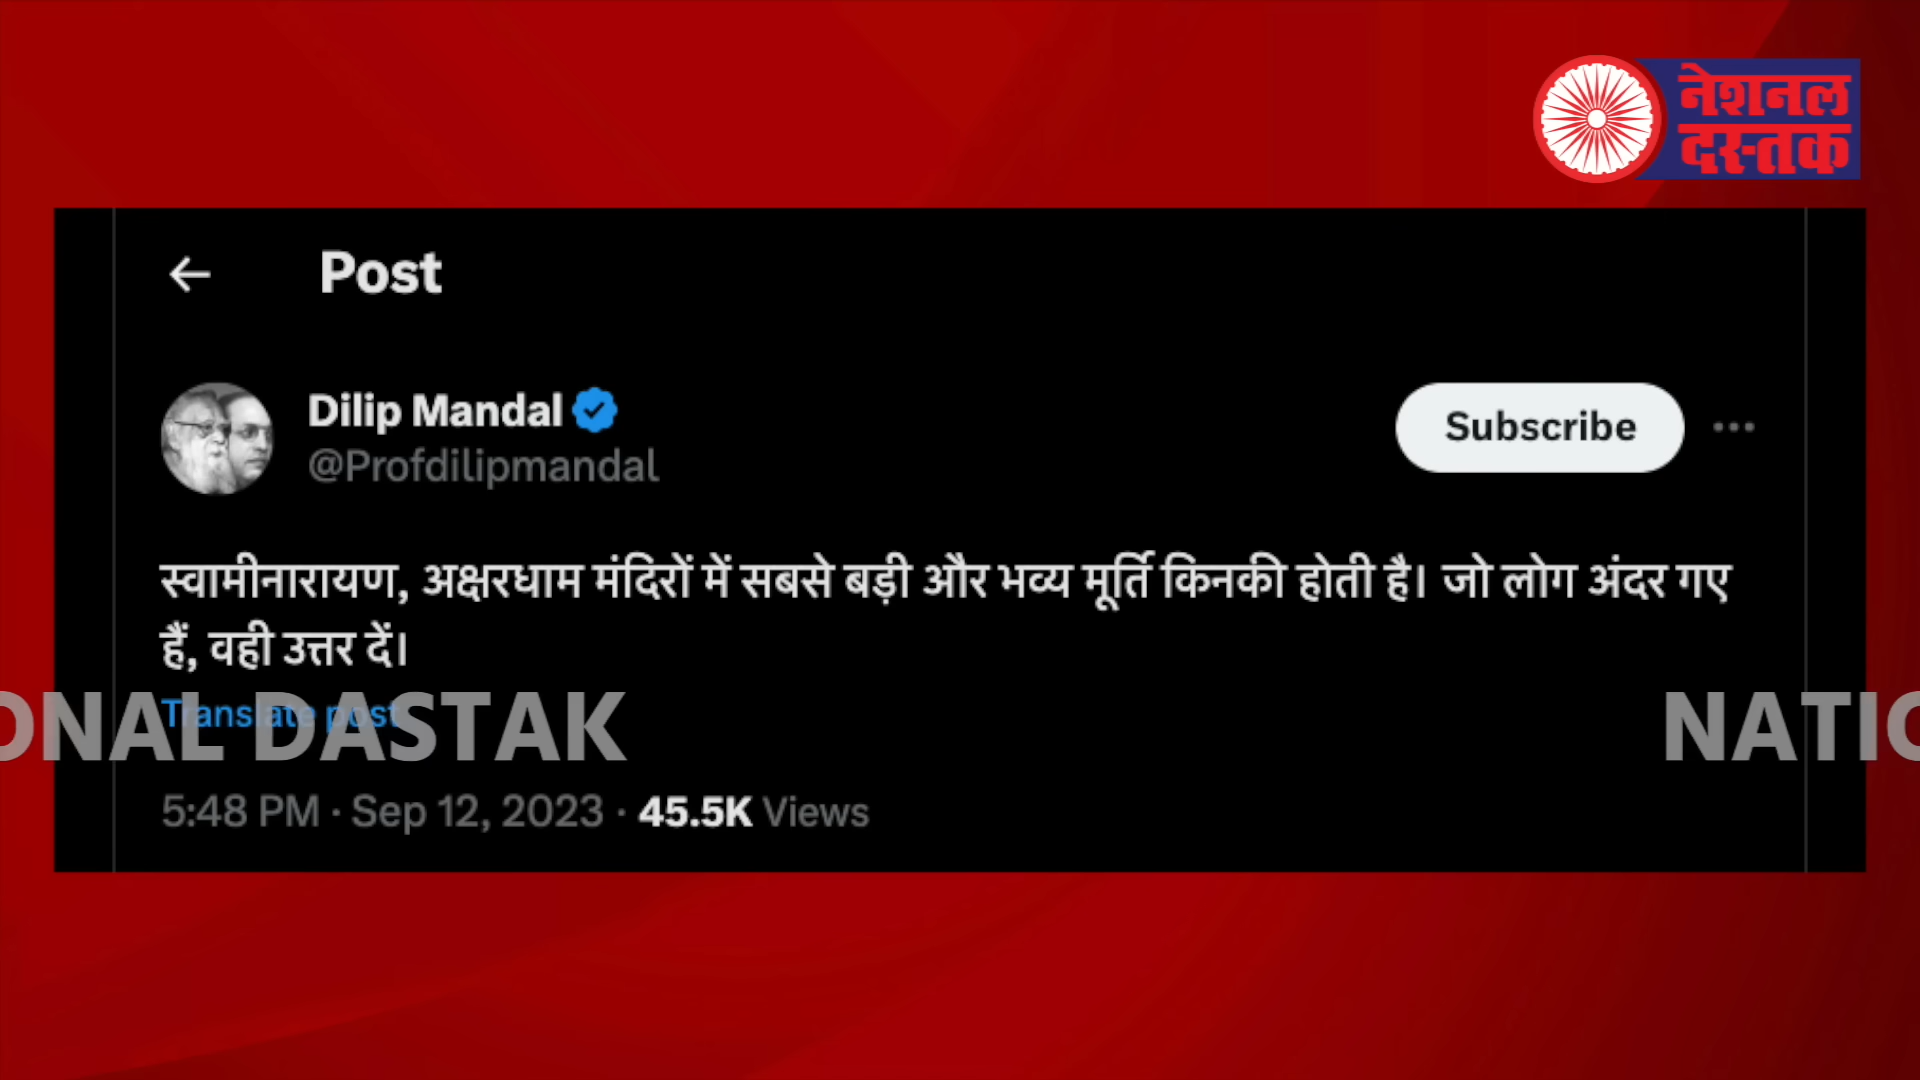 नेशनल
दस्तक
Post
Dilip Mandal
@Profdilipmandal
Subscribe
स्वामीनारायण, अक्षरधाम मंदिरों में सबसे बड़ी और भव्य मूर्ति किनकी होती है। जो लोग अंदर गए
हैं, वही उत्तर दें।
Translate post
ONAL DASTAK
NATIO
5:48 PM · Sep 12, 2023 · 45.5K Views